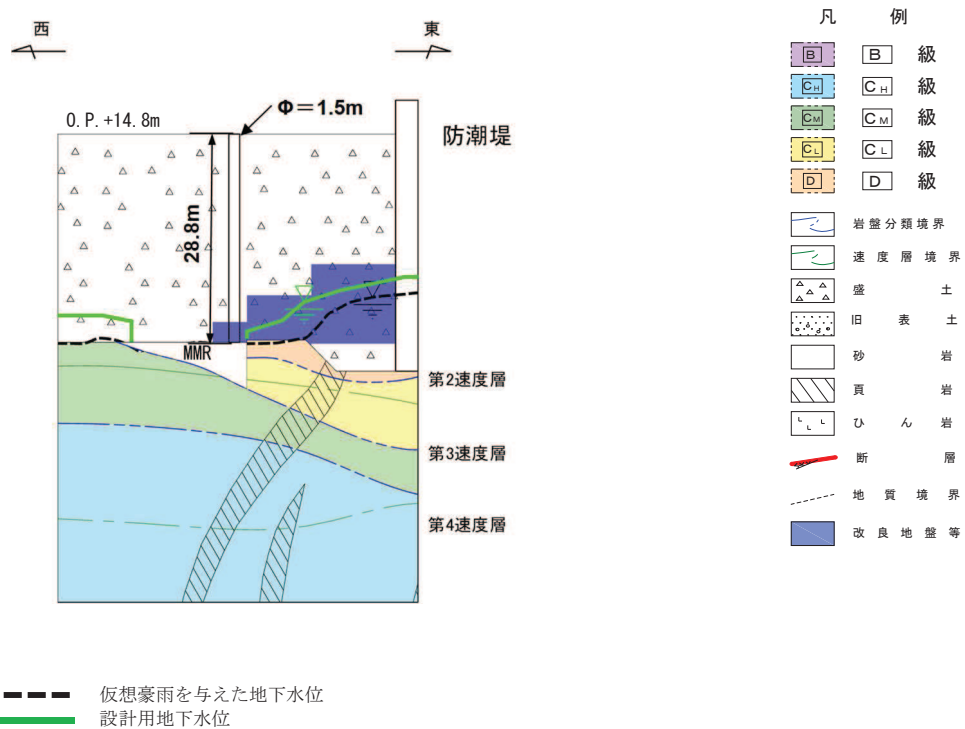 西
東
O.P.+14.8m
Φ=1.5m
防潮堤
28.8m
MMR
第2速度層
第3速度層
第4速度層
凡 例
B B 級
CH CH 級
CM CM 級
CL CL 級
D D 級
岩盤分類境界
速度層境界
盛土
旧表土
砂岩
頁岩
ひん岩
断層
地質境界
改良地盤等
仮想豪雨を与えた地下水位
設計用地下水位